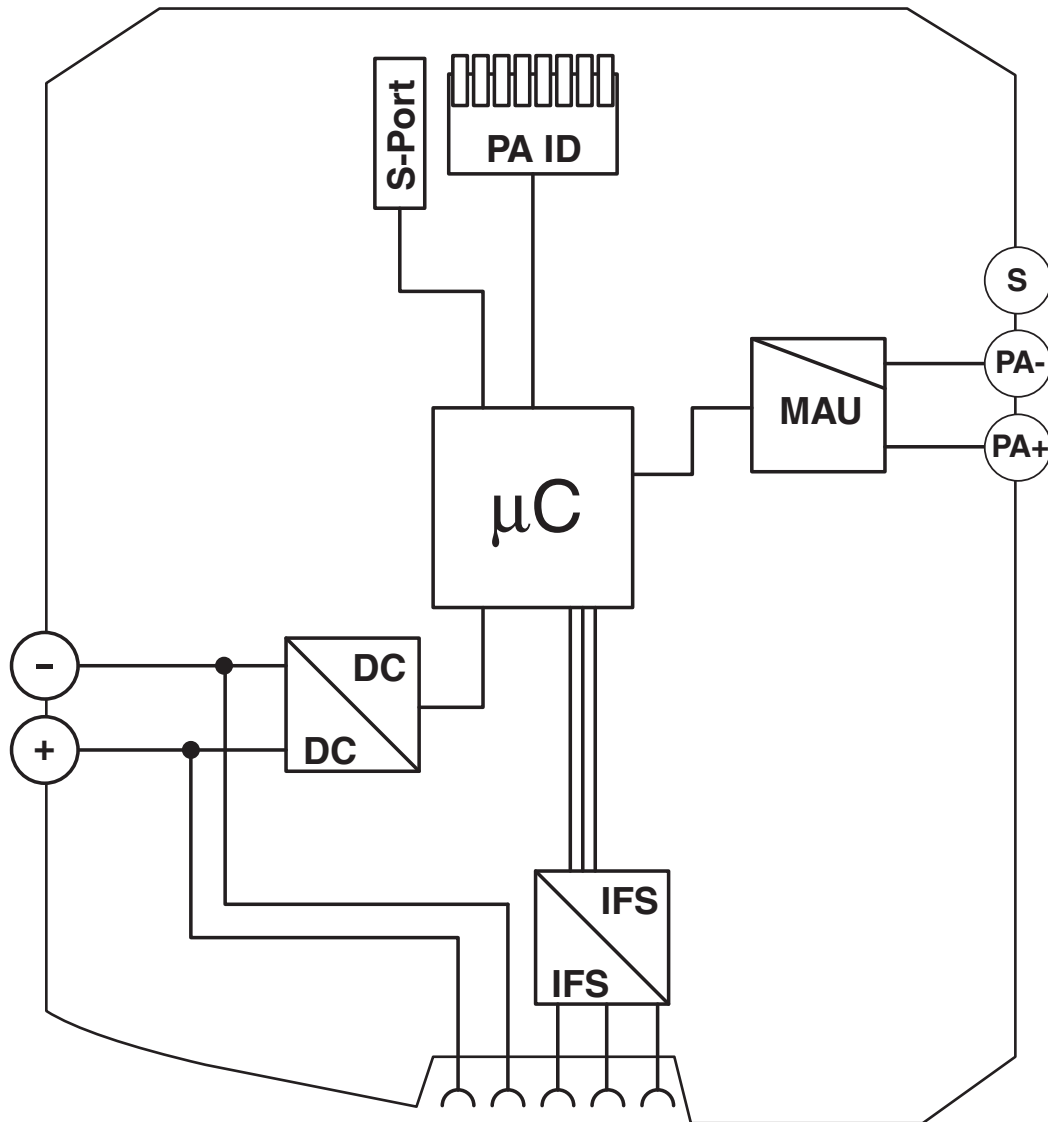 S-Port
PA ID
S
PA-
MAU
PA+
µC
–
DC
+
DC
IFS
IFS